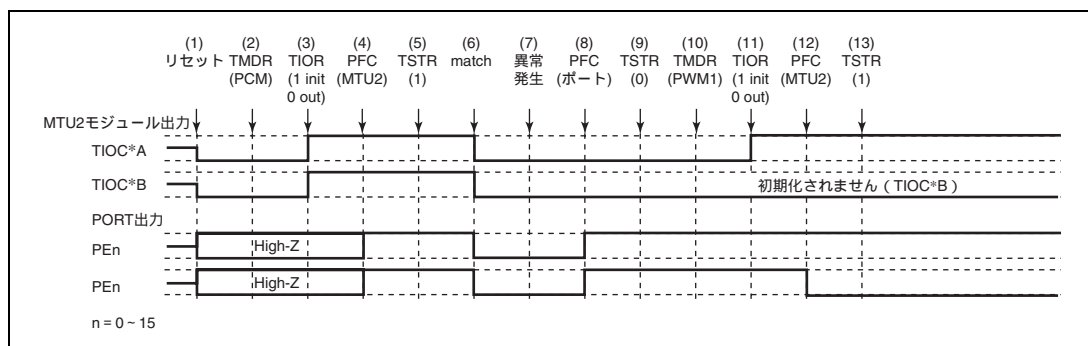 (1) (2) (3) (4) (5) (6) (7) (8) (9) (10) (11) (12) (13)
リセット TMDR TIOR PFC TSTR match 異常 PFC TSTR TMDR TIOR PFC TSTR
(PCM) (1 init (MTU2) (1) 発生 (ポート) (0) (PWM1) (1 init (MTU2) (1)
0 out) 0 out)
MTU2モジュール出力
TIOC*A
TIOC*B 初期化されません（TIOC*B）
PORT出力
PEn High-Z
PEn High-Z
n = 0~15